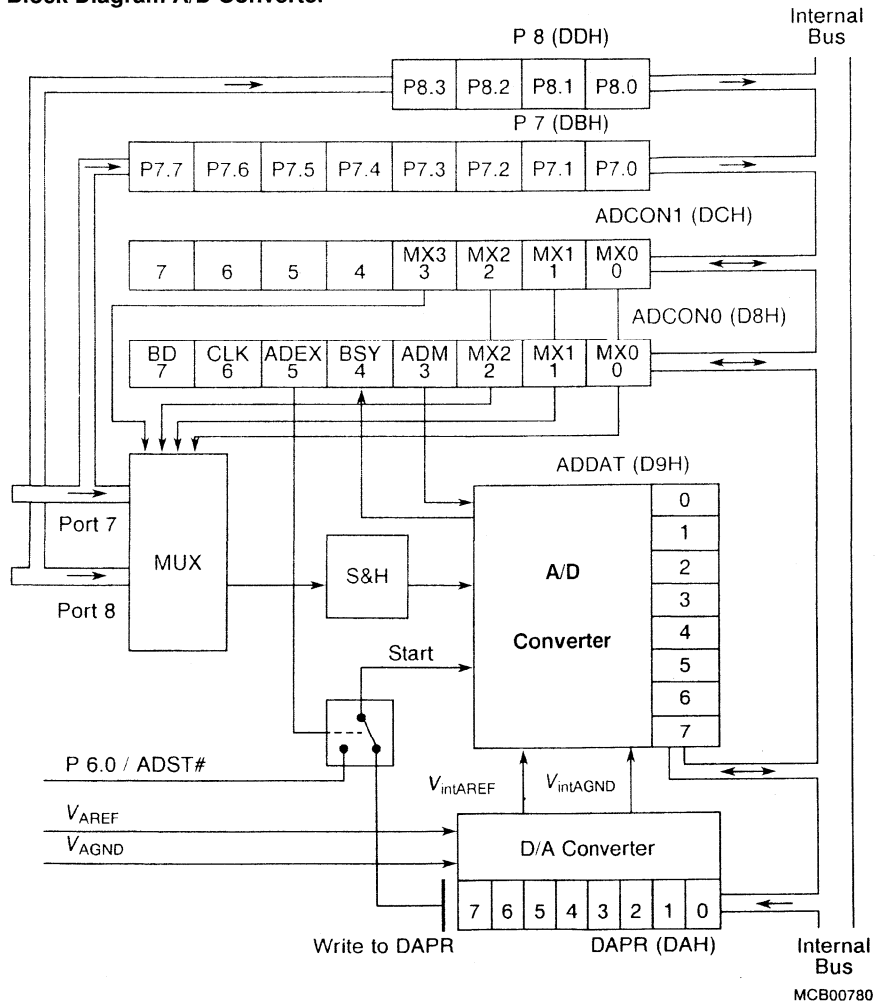 Block Diagram A/D Converter
Internal
Bus
P 8 (DDH)
P8.3 P8.2 P8.1 P8.0
P 7 (DBH)
P7.7 P7.6 P7.5 P7.4 P7.3 P7.2 P7.1 P7.0
ADCON1 (DCH)
MX3 MX2 MX1 MX0
7 6 5 4 3 2 1 0
ADCON0 (D8H)
BD CLK ADEX BSY ADM MX2 MX1 MX0
7 6 5 4 3 2 1 0
ADDAT (D9H)
Port 7
Port 8
MUX
S&H
A/D
Converter
0
1
2
3
4
5
6
7
Start
P 6.0 / ADST#
VintAREF VintAGND
VAREF
VAGND
D/A Converter
7 6 5 4 3 2 1 0
Write to DAPR
DAPR (DAH)
Internal
Bus
MCB00780